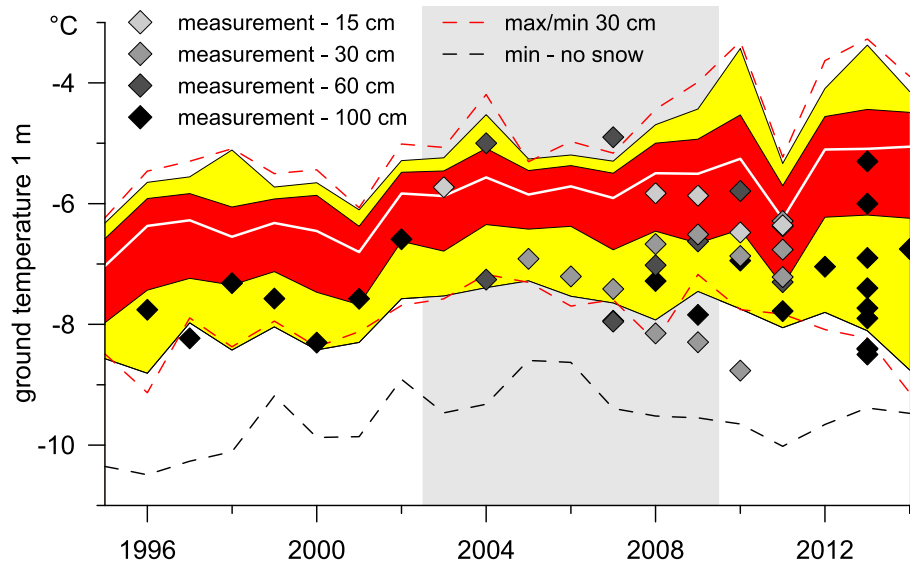 °C
measurement - 15 cm
measurement - 30 cm
measurement - 60 cm
measurement - 100 cm
max/min 30 cm
min - no snow
ground temperature 1 m
-4
-6
-8
-10
1996 2000 2004 2008 2012